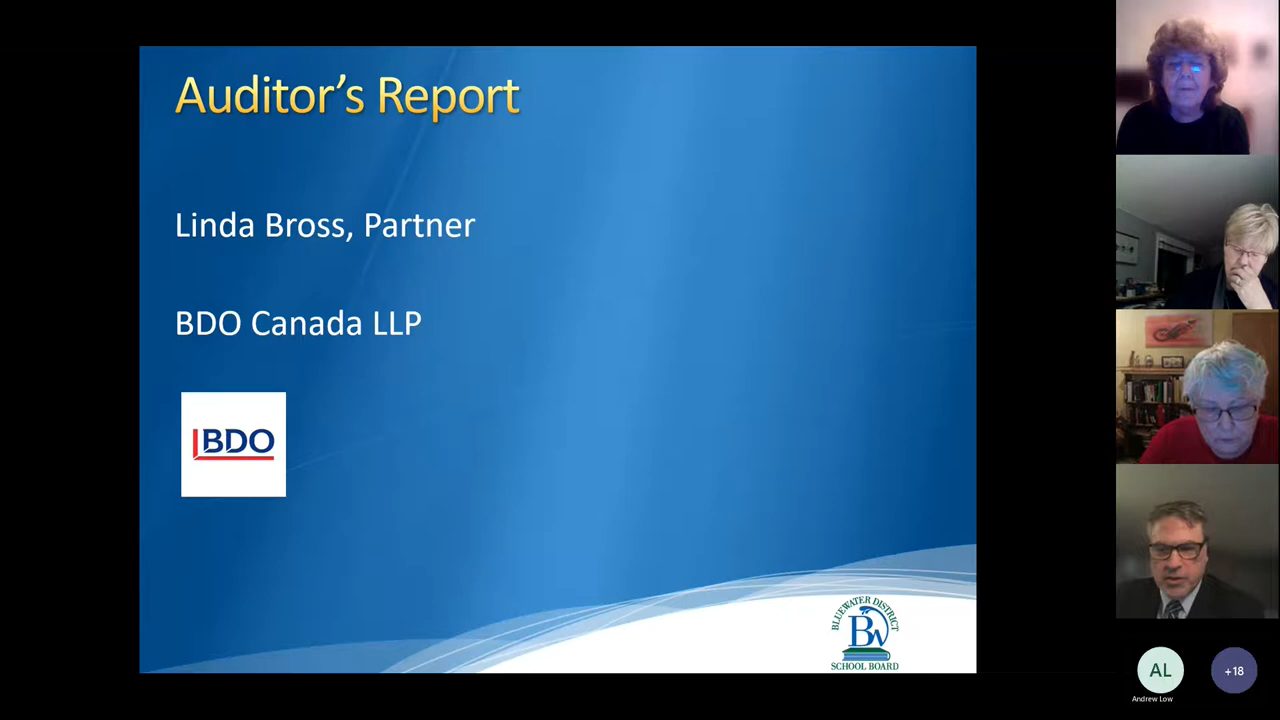 Auditor's Report
Linda Bross, Partner
BDO Canada LLP
BDO
BLUEWATER DISTRICT
BW
SCHOOL BOARD
AL
+18
Andrew Low